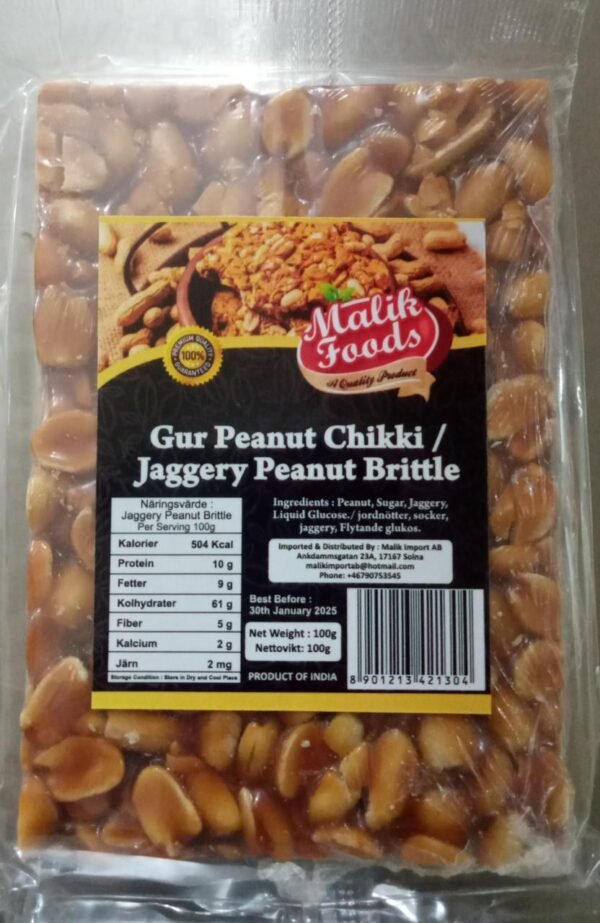 Malik
Foods
A Quality Product
PREMIUM QUALITY
100%
GUARANTEED
Gur Peanut Chikki /
Jaggery Peanut Brittle
Näringsvärde :
Jaggery Peanut Brittle
Per Serving 100g
Kalorier 504 Kcal
Protein 10 g
Fetter 9 g
Kolhydrater 61 g
Fiber 5 g
Kalcium 2 g
Järn 2 mg
Storage Condition : Store in Dry and Cool Place
Ingredients : Peanut, Sugar, Jaggery,
Liquid Glucose./ jordnötter, socker,
jaggery, Flytande glukos.
Imported & Distributed By : Malik Import AB
Ankdammsgatan 23A, 17167 Solna
malikimportab@hotmail.com
Phone: +46790753545
Best Before :
30th January 2025
Net Weight : 100g
Nettovikt: 100g
PRODUCT OF INDIA
8 901213 421304